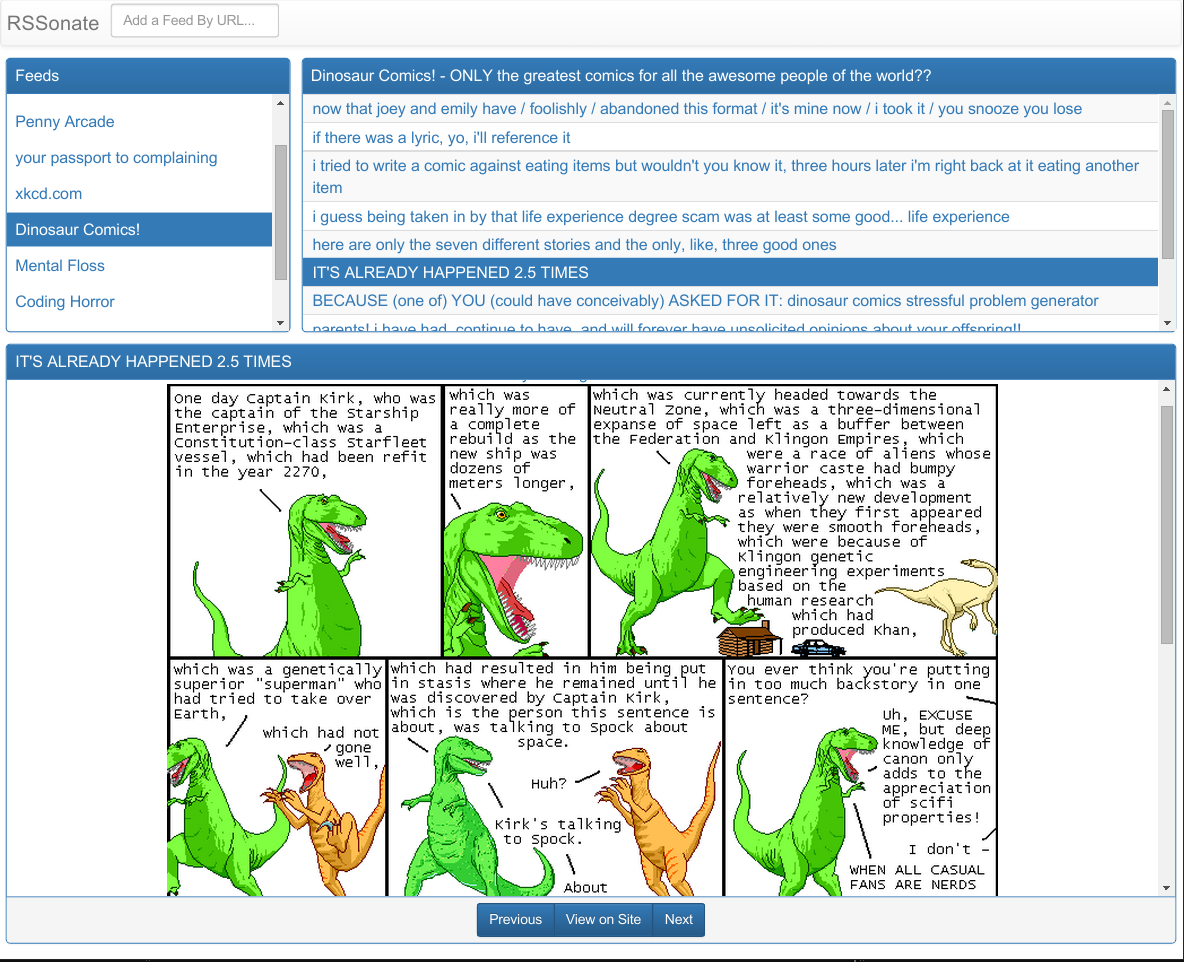 RSSonate
Add a Feed By URL...
Feeds
Penny Arcade
your passport to complaining
xkcd.com
Dinosaur Comics!
Mental Floss
Coding Horror
Dinosaur Comics! - ONLY the greatest comics for all the awesome people of the world??
now that joey and emily have / foolishly / abandoned this format / it's mine now / i took it / you snooze you lose
if there was a lyric, yo, i'll reference it
i tried to write a comic against eating items but wouldn't you know it, three hours later i'm right back at it eating another
item
i guess being taken in by that life experience degree scam was at least some good... life experience
here are only the seven different stories and the only, like, three good ones
IT'S ALREADY HAPPENED 2.5 TIMES
BECAUSE (one of) YOU (could have conceivably) ASKED FOR IT: dinosaur comics stressful problem generator
parents! i have had, continue to have, and will forever have unsolicited opinions about your offspring!!
IT'S ALREADY HAPPENED 2.5 TIMES
One day Captain Kirk, who was
the captain of the Starship
Enterprise, which was a
Constitution-class Starfleet
vessel, which had been refit
in the year 2270,
which was
really more of
a complete
rebuild as the
new ship was
dozens of
meters longer,
which was currently headed towards the
Neutral Zone, which was a three-dimensional
expanse of space left as a buffer between
the Federation and Klingon Empires, which
were a race of aliens whose
warrior caste had bumpy
foreheads, which was a
relatively new development
as when they first appeared
they were smooth foreheads,
which were because of
Klingon genetic
engineering experiments
based on the
human research
which had
produced Khan,
which was a genetically
superior "superman" who
had tried to take over
Earth,
which had not
gone
well,
which had resulted in him being put
in stasis where he remained until he
was discovered by Captain Kirk,
which is the person this sentence is
about, was talking to Spock about
space.
Huh?
Kirk's talking
to Spock.
About
You ever think you're putting
in too much backstory in one
sentence?
Uh, EXCUSE
ME, but deep
knowledge of
canon only
adds to the
appreciation
of scifi
properties!
I don't -
WHEN ALL CASUAL
FANS ARE NERDS
Previous
View on Site
Next